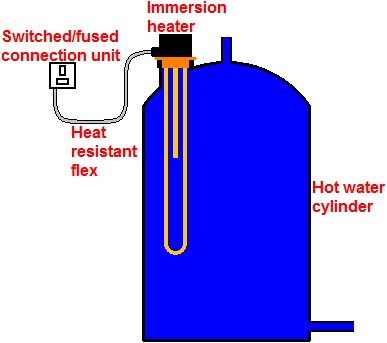 Immersion
heater
Switched/fused
connection unit
Heat
resistant
flex
Hot water
cylinder